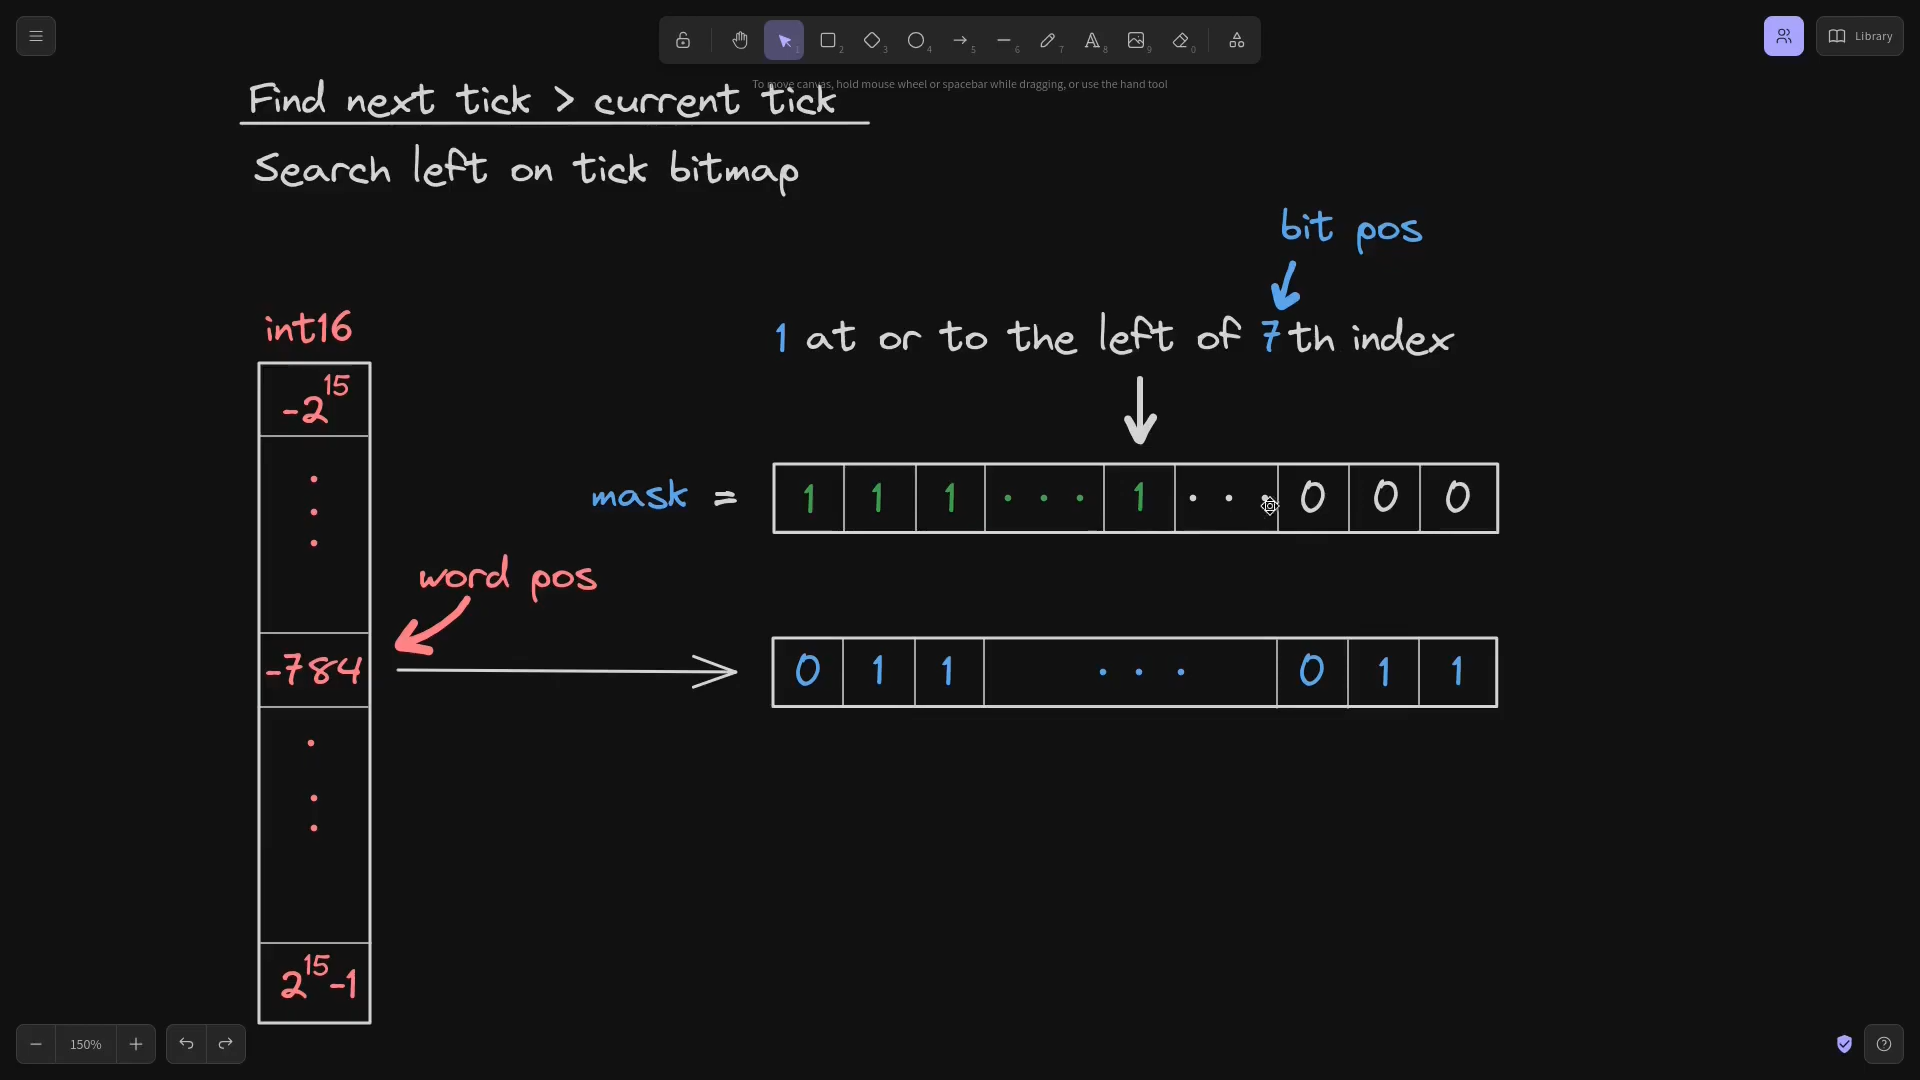 Library
To move canvas, hold mouse wheel or spacebar while dragging, or use the hand tool
Find next tick > current tick
Search left on tick bitmap
bit pos
int16
1 at or to the left of 7th index
-2^15
mask = 1 1 1 . . . 1 . . . 0 0 0
word pos
-784
0 1 1 . . . 0 1 1
2^15-1
150%